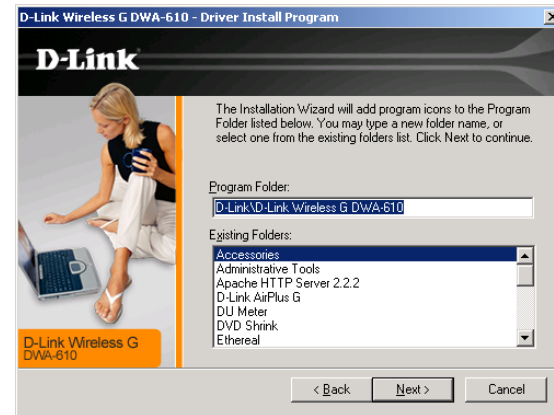 D-Link Wireless G DWA-610 - Driver Install Program
D-Link
The Installation Wizard will add program icons to the Program
Folder listed below. You may type a new folder name, or
select one from the existing folders list. Click Next to continue.
Program Folder:
D-Link\D-Link Wireless G DWA-610
Existing Folders:
Accessories
Administrative Tools
Apache HTTP Server 2.2.2
D-Link AirPlus G
DU Meter
DVD Shrink
Ethereal
D-Link Wireless G
DWA-610
< Back
Next >
Cancel